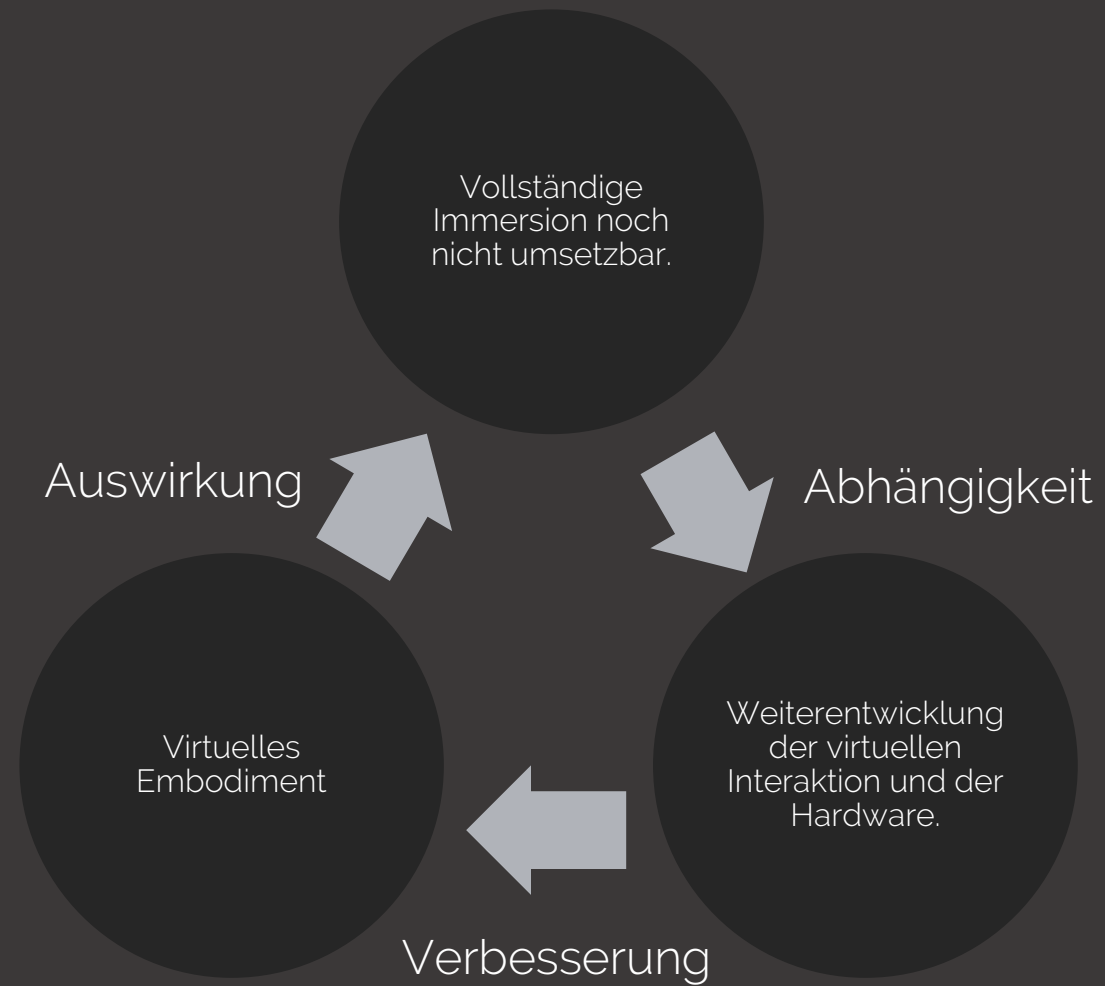 Vollständige
Immersion noch
nicht umsetzbar.
Auswirkung
Abhängigkeit
Virtuelles
Embodiment
Weiterentwicklung
der virtuellen
Interaktion und der
Hardware.
Verbesserung